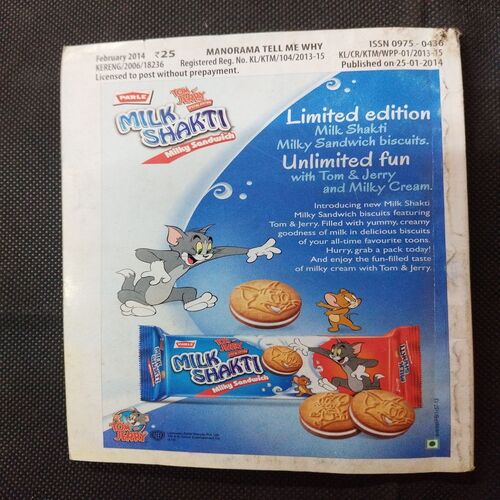 February 2014 ₹25 MANORAMA TELL ME WHY ISSN 0975 - 0436
KERENG/2006/18236 Registered Reg. No. KL/KTM/104/2013-15 KL/CR/KTM/WPP-01/2013-15
Licensed to post without prepayment. Published on 25-01-2014
PARLE
TOM and JERRY
MILK
SHAKTI
Milky Sandwich
Limited edition
Milk Shakti
Milky Sandwich biscuits.
Unlimited fun
with Tom & Jerry
and Milky Cream.
Introducing new Milk Shakti
Milky Sandwich biscuits featuring
Tom & Jerry. Filled with yummy, creamy
goodness of milk in delicious biscuits
of your all-time favourite toons.
Hurry, grab a pack today!
And enjoy the fun-filled taste
of milky cream with Tom & Jerry.
PARLE
MILK
SHAKTI
Milky Sandwich
MILK SHAKTI
TOM and
JERRY